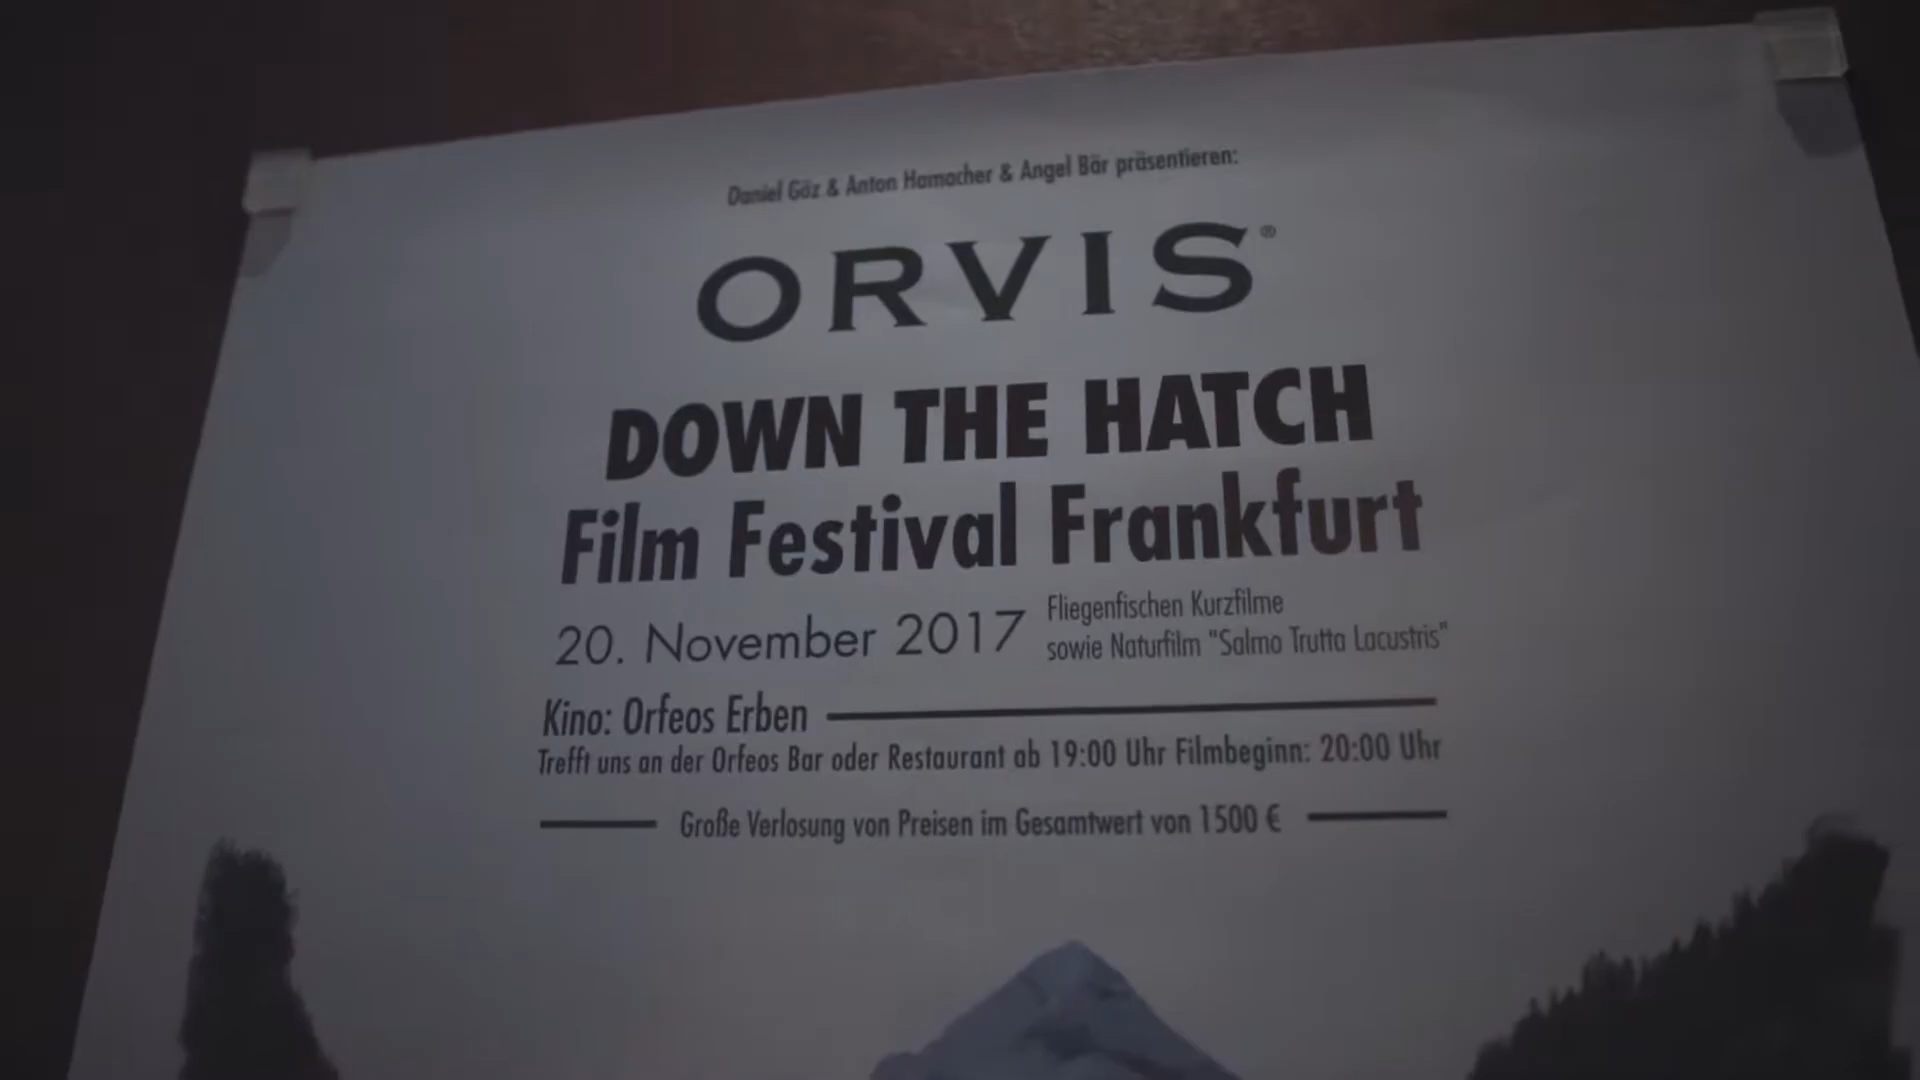 Daniel Göz & Anton Hamacher & Angel Bär präsentieren:
ORVIS®
DOWN THE HATCH
Film Festival Frankfurt
20. November 2017
Fliegenfischen Kurzfilme
sowie Naturfilm "Salmo Trutta Lacustris"
Kino: Orfeos Erben
Trefft uns an der Orfeos Bar oder Restaurant ab 19:00 Uhr Filmbeginn: 20:00 Uhr
Große Verlosung von Preisen im Gesamtwert von 1500 €